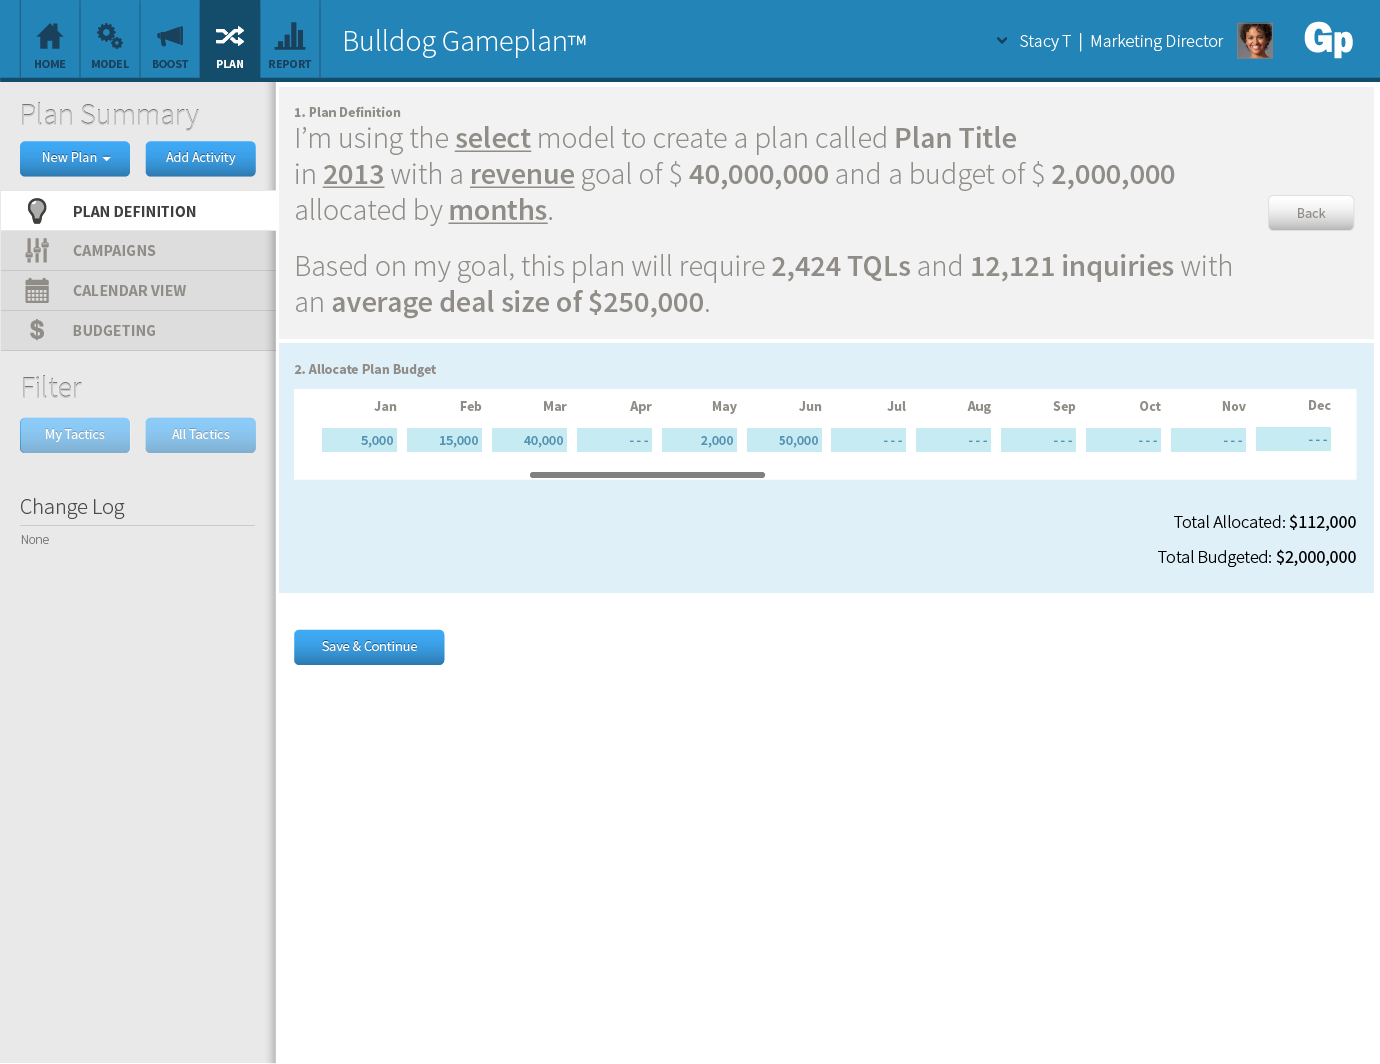 HOME MODEL BOOST PLAN REPORT
Bulldog Gameplan™
Stacy T | Marketing Director
Gp
Plan Summary
New Plan Add Activity
PLAN DEFINITION
CAMPAIGNS
CALENDAR VIEW
BUDGETING
Filter
My Tactics All Tactics
Change Log
None
1. Plan Definition
I’m using the select model to create a plan called Plan Title
in 2013 with a revenue goal of $ 40,000,000 and a budget of $ 2,000,000
allocated by months.
Back
Based on my goal, this plan will require 2,424 TQLs and 12,121 inquiries with
an average deal size of $250,000.
2. Allocate Plan Budget
Jan Feb Mar Apr May Jun Jul Aug Sep Oct Nov Dec
5,000 15,000 40,000 --- 2,000 50,000 --- --- --- --- --- ---
Total Allocated: $112,000
Total Budgeted: $2,000,000
Save & Continue